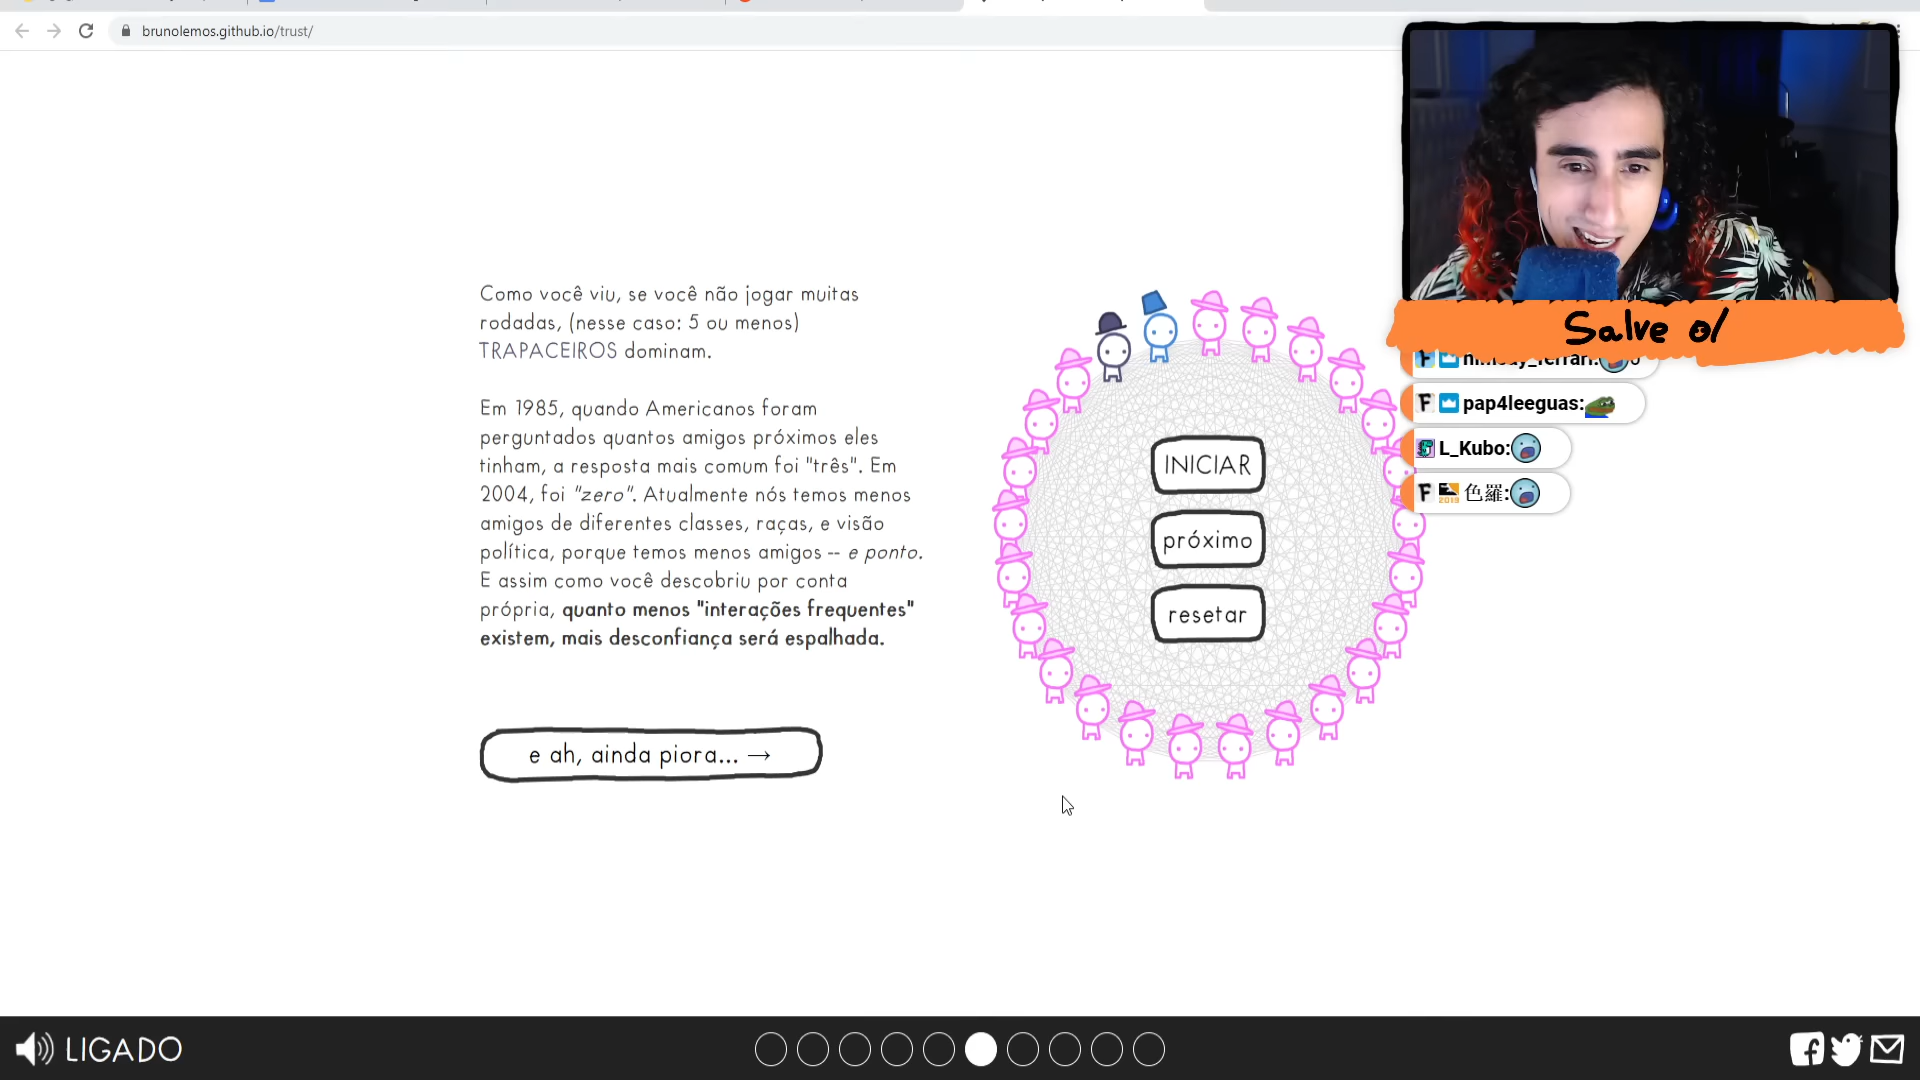 brunolemos.github.io/trust/
Como você viu, se você não jogar muitas
rodadas, (nesse caso: 5 ou menos)
TRAPACEIROS dominam.
Em 1985, quando Americanos foram
perguntados quantos amigos próximos eles
tinham, a resposta mais comum foi "três". Em
2004, foi "zero". Atualmente nós temos menos
amigos de diferentes classes, raças, e visão
política, porque temos menos amigos -- e ponto.
E assim como você descobriu por conta
própria, quanto menos "interações frequentes"
existem, mais desconfiança será espalhada.
e ah, ainda piora... →
INICIAR
próximo
resetar
Salve o/
pap4leeguas:
L_Kubo:
2019 色羅:
LIGADO